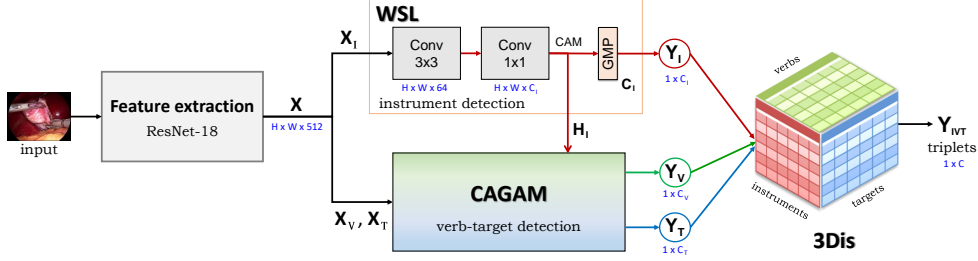 WSL
X_I
Conv
3x3
H x W x 64
Conv
1x1
H x W x C_I
CAM
GMP
C_I
instrument detection
Y_I
1 x C_I
H_I
input
Feature extraction
ResNet-18
X
H x W x 512
X_V, X_T
CAGAM
verb-target detection
Y_V
1 x C_V
Y_T
1 x C_T
verbs
instruments
targets
3Dis
Y_IVT
triplets
1 x C